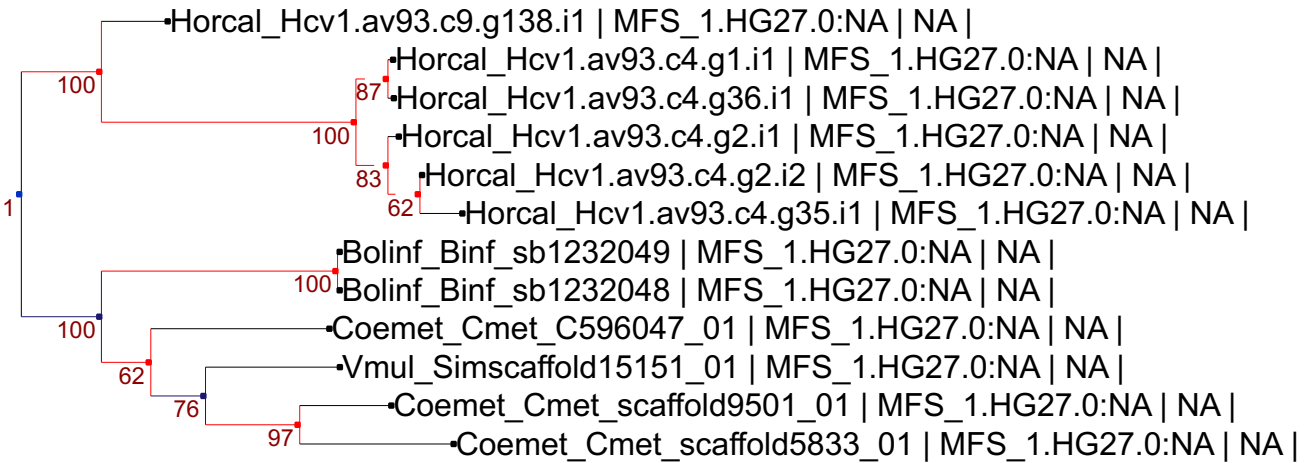 Horcal_Hcv1.av93.c9.g138.i1 | MFS_1.HG27.0:NA | NA |
Horcal_Hcv1.av93.c4.g1.i1 | MFS_1.HG27.0:NA | NA |
100
87
Horcal_Hcv1.av93.c4.g36.i1 | MFS_1.HG27.0:NA | NA |
100
Horcal_Hcv1.av93.c4.g2.i1 | MFS_1.HG27.0:NA | NA |
83
Horcal_Hcv1.av93.c4.g2.i2 | MFS_1.HG27.0:NA | NA |
1
62
Horcal_Hcv1.av93.c4.g35.i1 | MFS_1.HG27.0:NA | NA |
Bolinf_Binf_sb1232049 | MFS_1.HG27.0:NA | NA |
100
Bolinf_Binf_sb1232048 | MFS_1.HG27.0:NA | NA |
100
Coemet_Cmet_C596047_01 | MFS_1.HG27.0:NA | NA |
62
Vmul_Simscaffold15151_01 | MFS_1.HG27.0:NA | NA |
76
Coemet_Cmet_scaffold9501_01 | MFS_1.HG27.0:NA | NA |
97
Coemet_Cmet_scaffold5833_01 | MFS_1.HG27.0:NA | NA |